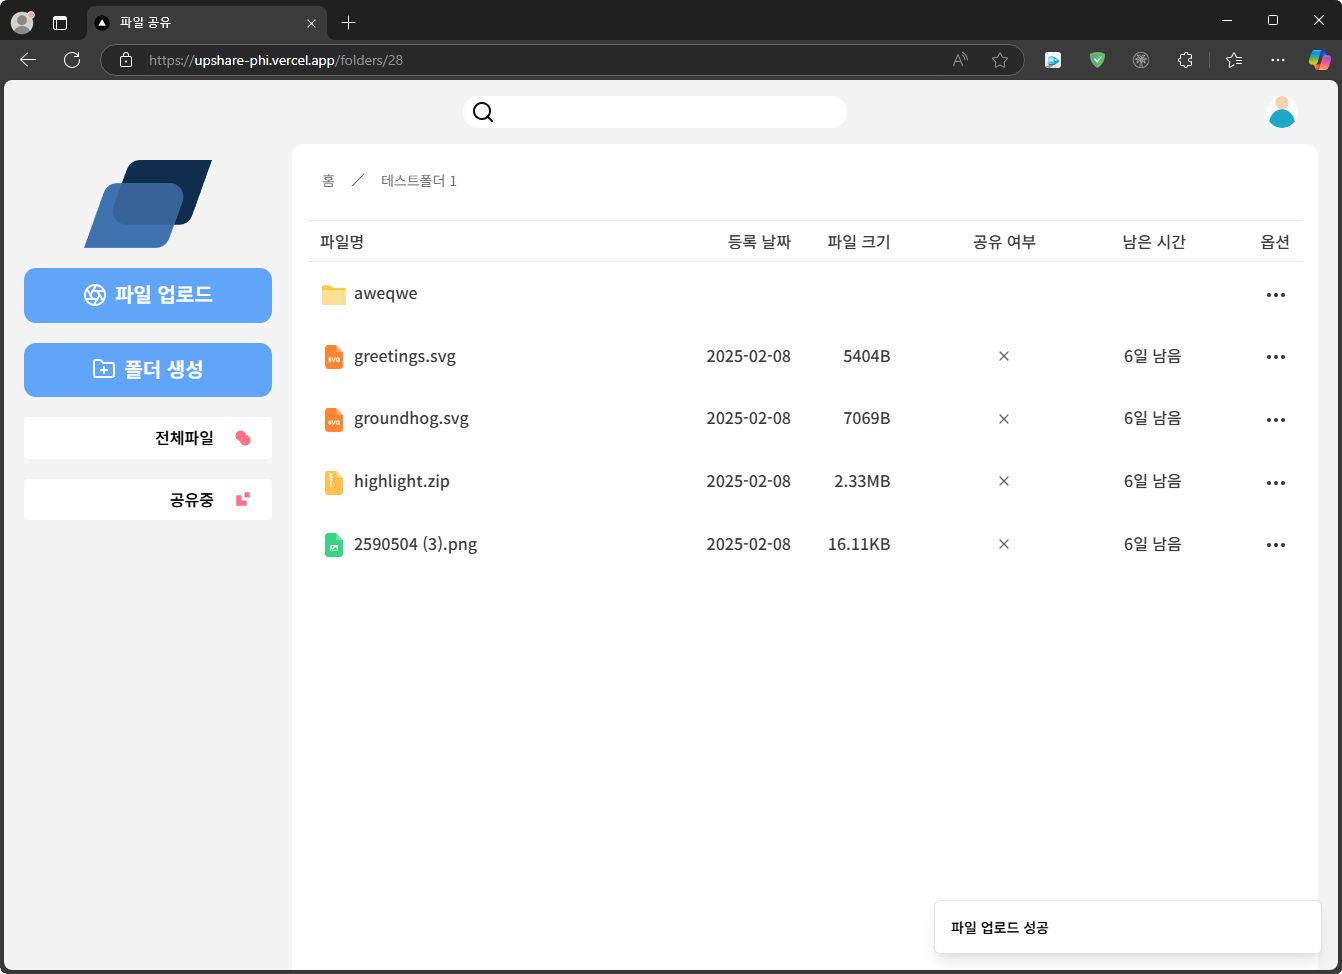 파일 공유
https://upshare-phi.vercel.app/folders/28
홈 / 테스트폴더 1
파일명 등록 날짜 파일 크기 공유 여부 남은 시간 옵션
파일 업로드
폴더 생성
전체파일
공유중
aweqwe
greetings.svg 2025-02-08 5404B × 6일 남음
groundhog.svg 2025-02-08 7069B × 6일 남음
highlight.zip 2025-02-08 2.33MB × 6일 남음
2590504 (3).png 2025-02-08 16.11KB × 6일 남음
파일 업로드 성공